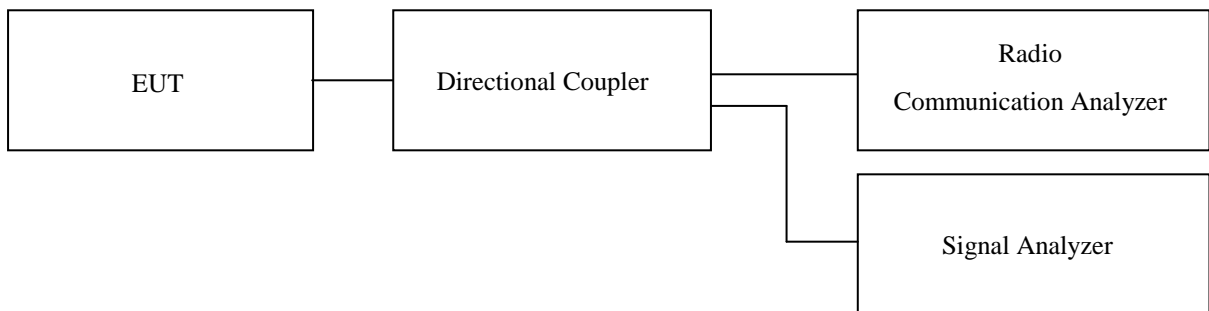 EUT
Directional Coupler
Radio
Communication Analyzer
Signal Analyzer